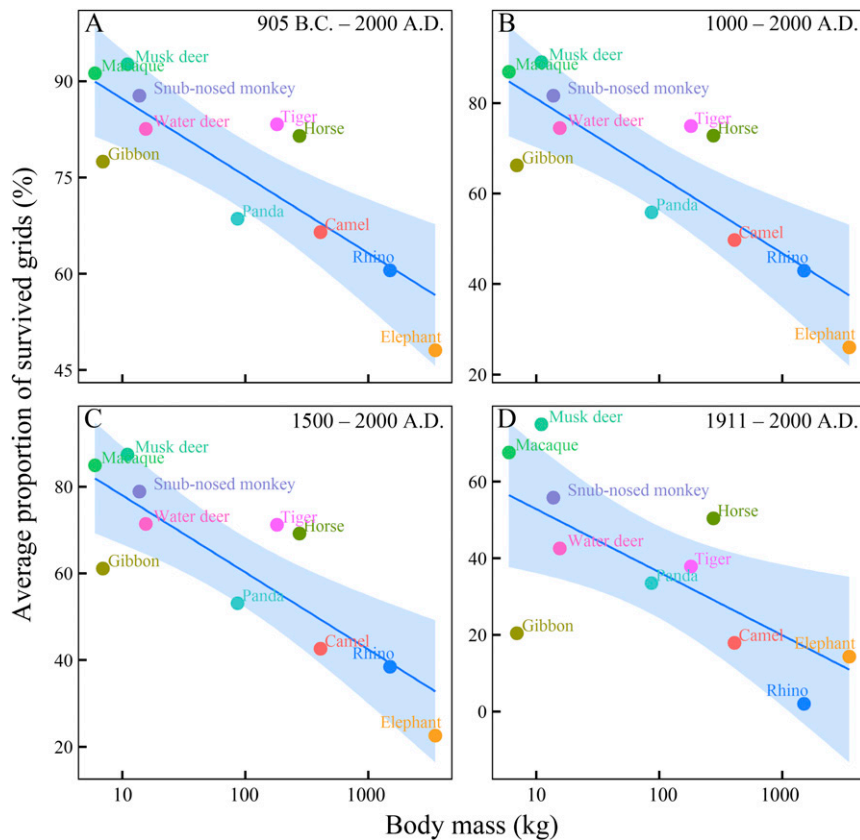 A
905 B.C. – 2000 A.D.
Musk deer
Macaque
Snub-nosed monkey
Water deer
Tiger
Horse
Gibbon
Panda
Camel
Rhino
Elephant
90
75
60
45
B
1000 – 2000 A.D.
Musk deer
Macaque
Snub-nosed monkey
Water deer
Tiger
Horse
Gibbon
Panda
Camel
Rhino
Elephant
80
60
40
20
C
1500 – 2000 A.D.
Musk deer
Macaque
Snub-nosed monkey
Water deer
Tiger
Horse
Gibbon
Panda
Camel
Rhino
Elephant
80
60
40
20
10
100
1000
D
1911 – 2000 A.D.
Musk deer
Macaque
Snub-nosed monkey
Horse
Water deer
Tiger
Panda
Gibbon
Camel
Elephant
Rhino
60
40
20
0
10
100
1000
Average proportion of survived grids (%)
Body mass (kg)